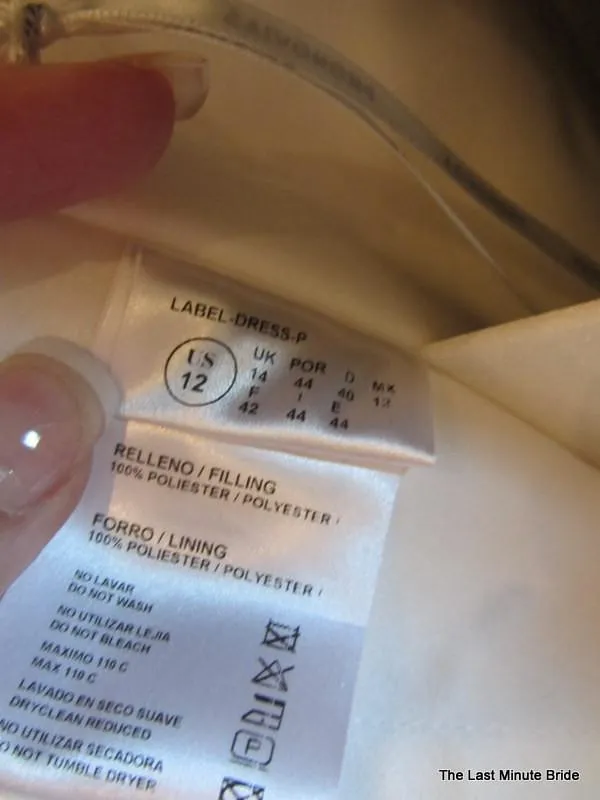 LABEL-DRESS-P
US UK POR D MX
12 14 44 40 12
F I E
42 44 44
RELLENO / FILLING
100% POLIESTER / POLYESTER /
FORRO / LINING
100% POLIESTER / POLYESTER /
NO LAVAR
DO NOT WASH
NO UTILIZAR LEJIA
DO NOT BLEACH
MAXIMO 110 C
MAX 110 C
LAVADO EN SECO SUAVE
DRYCLEAN REDUCED
P
NO UTILIZAR SECADORA
DO NOT TUMBLE DRYER
The Last Minute Bride